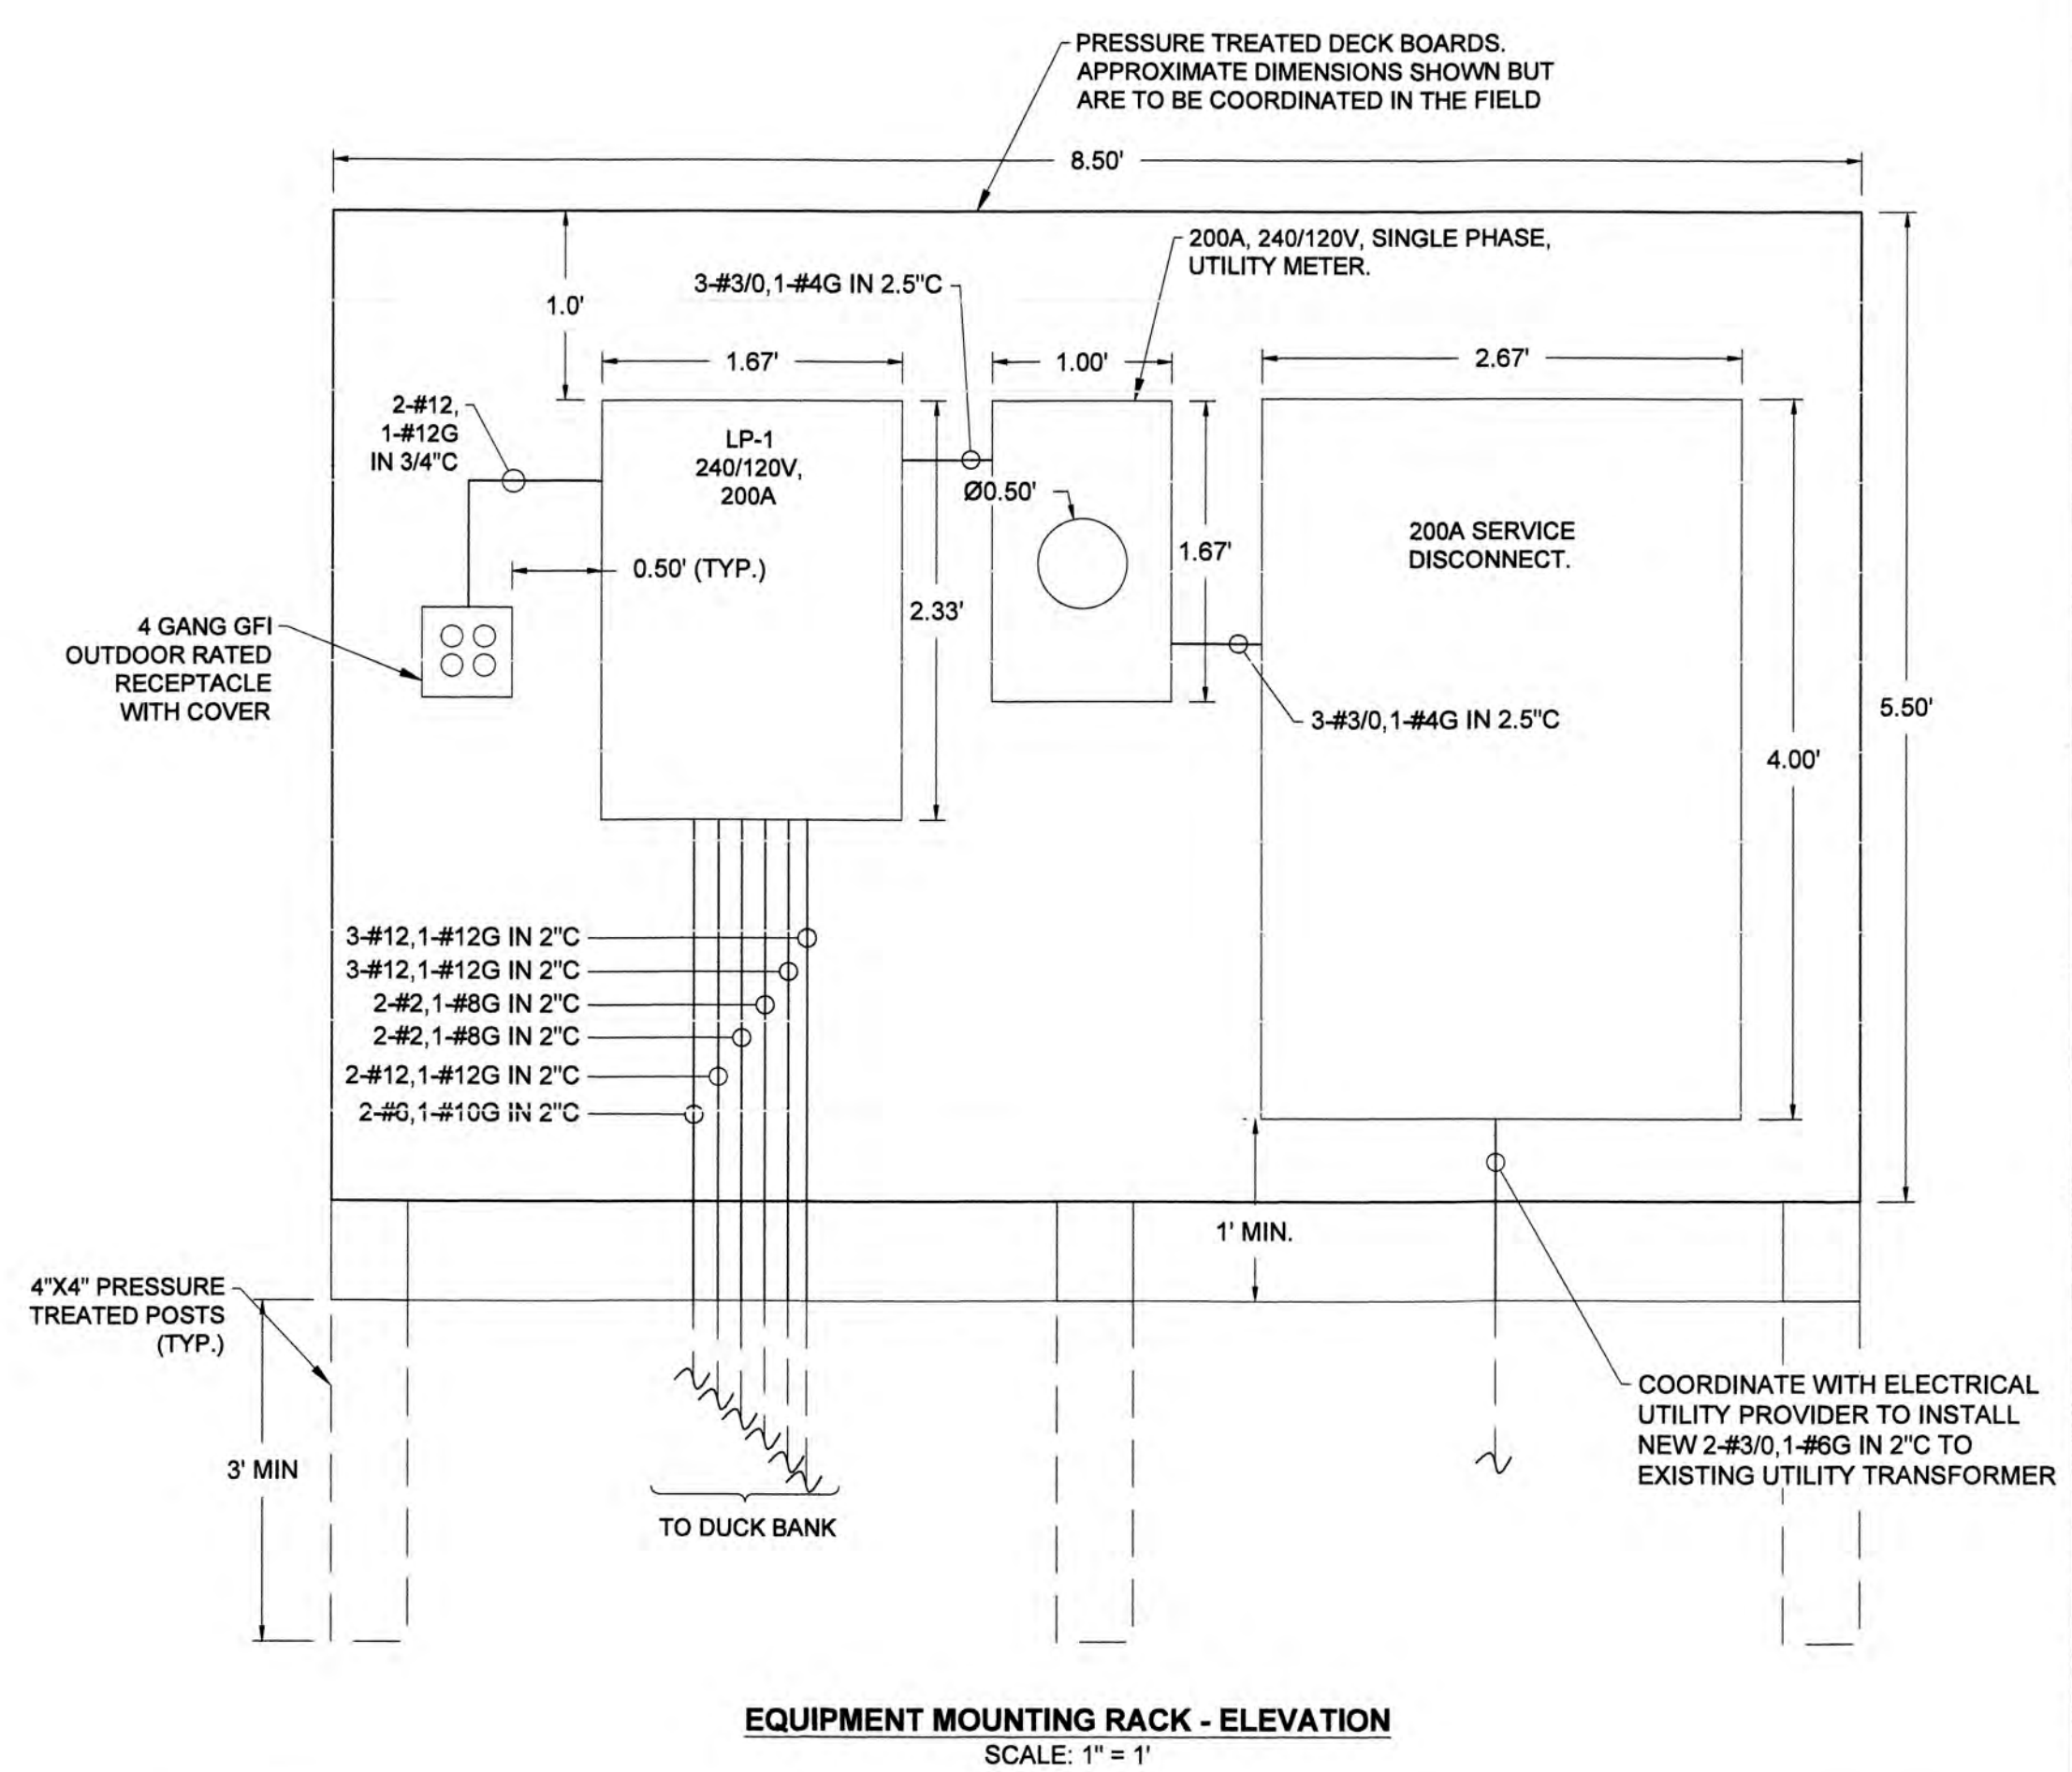 PRESSURE TREATED DECK BOARDS.
APPROXIMATE DIMENSIONS SHOWN BUT
ARE TO BE COORDINATED IN THE FIELD
8.50'
200A, 240/120V, SINGLE PHASE,
UTILITY METER.
3-#3/0,1-#4G IN 2.5"C
1.0'
1.67'
1.00'
2.67'
2-#12,
1-#12G
IN 3/4"C
LP-1
240/120V,
200A
Ø0.50'
200A SERVICE
DISCONNECT.
1.67'
0.50' (TYP.)
2.33'
4 GANG GFI
OUTDOOR RATED
RECEPTACLE
WITH COVER
3-#3/0,1-#4G IN 2.5"C
5.50'
4.00'
3-#12,1-#12G IN 2"C
3-#12,1-#12G IN 2"C
2-#2,1-#8G IN 2"C
2-#2,1-#8G IN 2"C
2-#12,1-#12G IN 2"C
2-#6,1-#10G IN 2"C
1' MIN.
4"X4" PRESSURE
TREATED POSTS
(TYP.)
3' MIN
COORDINATE WITH ELECTRICAL
UTILITY PROVIDER TO INSTALL
NEW 2-#3/0,1-#6G IN 2"C TO
EXISTING UTILITY TRANSFORMER
TO DUCK BANK
EQUIPMENT MOUNTING RACK - ELEVATION
SCALE: 1" = 1'